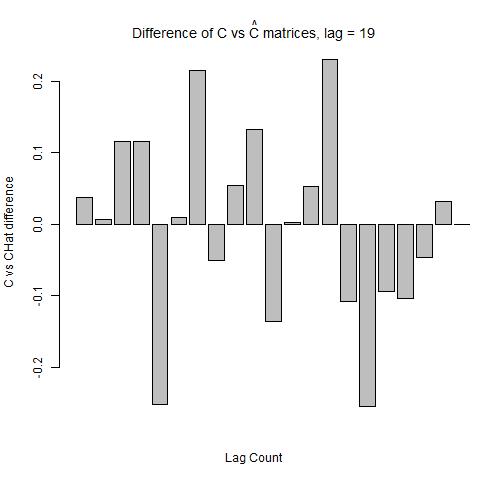 Difference of C vs Ĉ matrices, lag = 19
C vs CHat difference
0.2
0.1
0.0
-0.1
-0.2
Lag Count